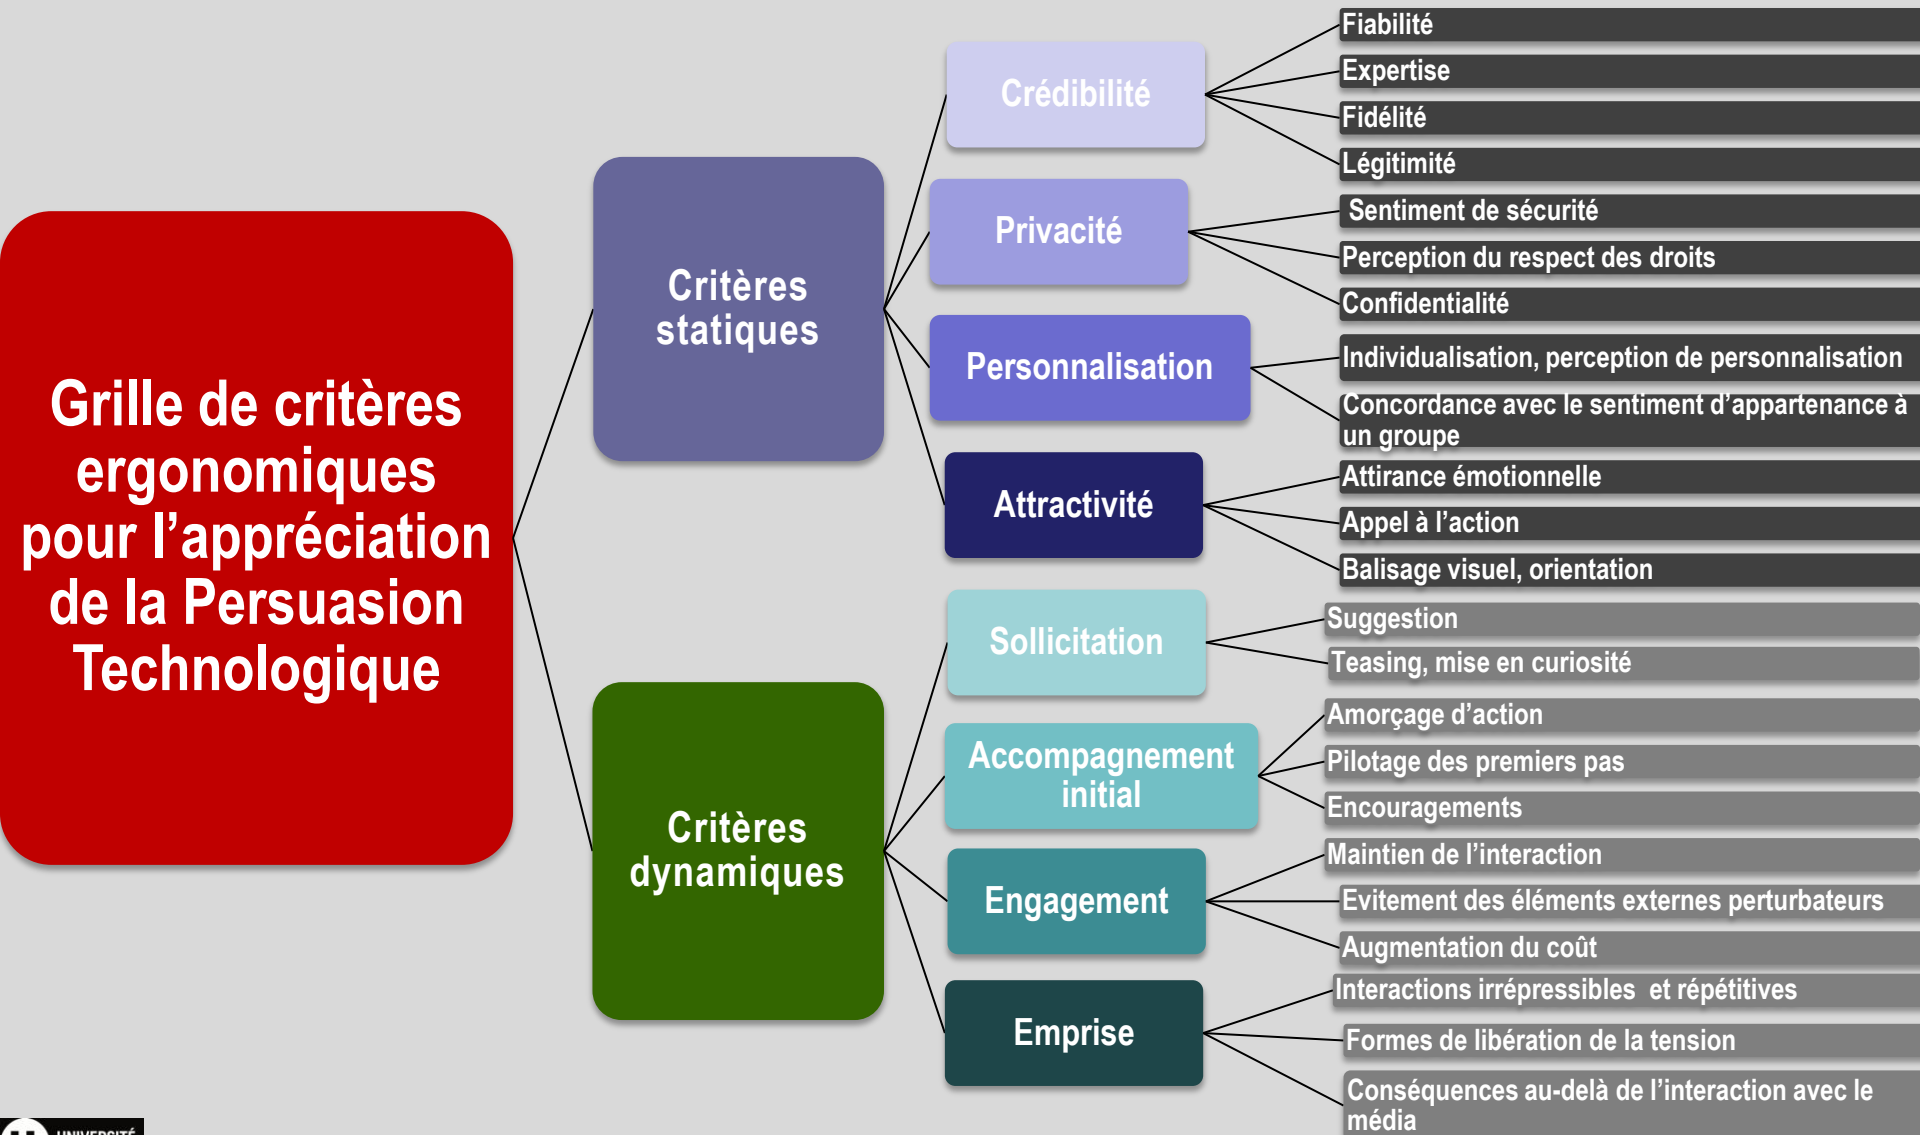 Grille de critères
ergonomiques
pour l’appréciation
de la Persuasion
Technologique
Critères
statiques
Crédibilité
Fiabilité
Expertise
Fidélité
Légitimité
Privacité
Sentiment de sécurité
Perception du respect des droits
Confidentialité
Personnalisation
Individualisation, perception de personnalisation
Concordance avec le sentiment d’appartenance à
un groupe
Attractivité
Attirance émotionnelle
Appel à l’action
Balisage visuel, orientation
Critères
dynamiques
Sollicitation
Suggestion
Teasing, mise en curiosité
Accompagnement
initial
Amorçage d’action
Pilotage des premiers pas
Encouragements
Engagement
Maintien de l’interaction
Evitement des éléments externes perturbateurs
Augmentation du coût
Emprise
Interactions irrépressibles et répétitives
Formes de libération de la tension
Conséquences au-delà de l’interaction avec le
média
UNIVERSITÉ